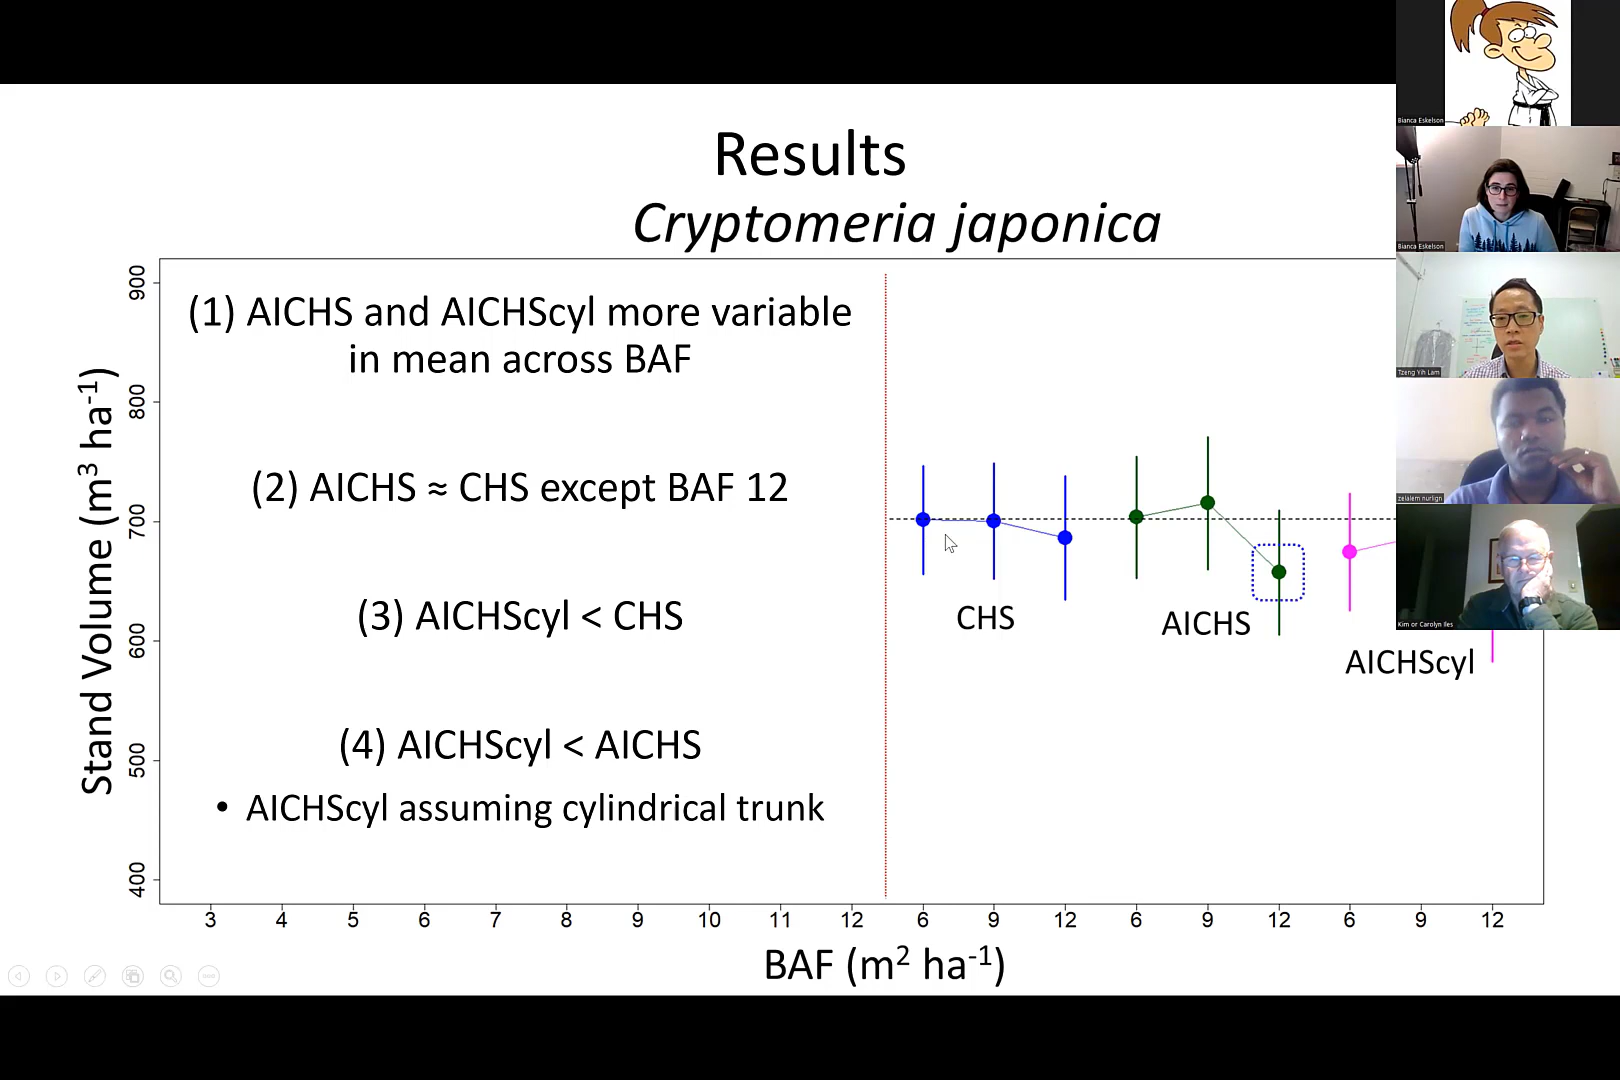 Results
Cryptomeria japonica
(1) AICHS and AICHScyl more variable
in mean across BAF
(2) AICHS ≈ CHS except BAF 12
(3) AICHScyl < CHS
(4) AICHScyl < AICHS
• AICHScyl assuming cylindrical trunk
Stand Volume (m³ ha⁻¹)
900
800
700
600
500
400
CHS
AICHS
AICHScyl
3 4 5 6 7 8 9 10 11 12 6 9 12 6 9 12 6 9 12
BAF (m² ha⁻¹)
Bianca Eskelson
Bianca Eskelson
Tzeng Yih Lam
zelalem nurlign
Kim or Carolyn Iles